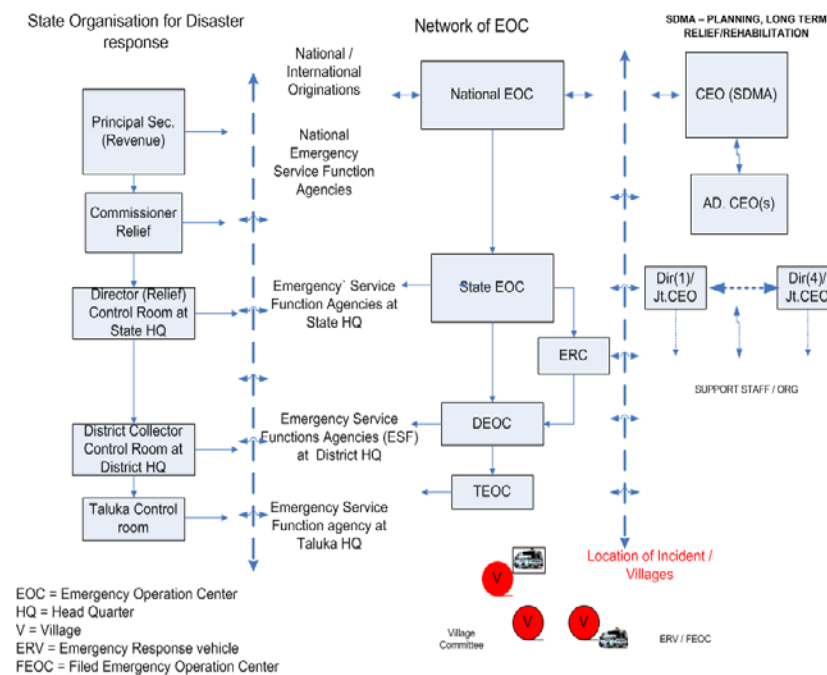 State Organisation for Disaster
response
Network of EOC
SDMA – PLANNING, LONG TERM
RELIEF/REHABILITATION
Principal Sec.
(Revenue)
Commissioner
Relief
Director (Relief)
Control Room at
State HQ
District Collector
Control Room at
District HQ
Taluka Control
room
National /
International
Originations
National
Emergency
Service Function
Agencies
Emergency` Service
Function Agencies at
State HQ
Emergency Service
Functions Agencies (ESF)
at District HQ
Emergency Service
Function agency at
Taluka HQ
National EOC
State EOC
ERC
DEOC
TEOC
CEO (SDMA)
AD. CEO(s)
Dir(1)/
Jt.CEO
Dir(4)/
Jt.CEO
SUPPORT STAFF / ORG
Location of Incident /
Villages
V
V
V
Village
Committee
ERV / FEOC
EOC = Emergency Operation Center
HQ = Head Quarter
V = Village
ERV = Emergency Response vehicle
FEOC = Filed Emergency Operation Center